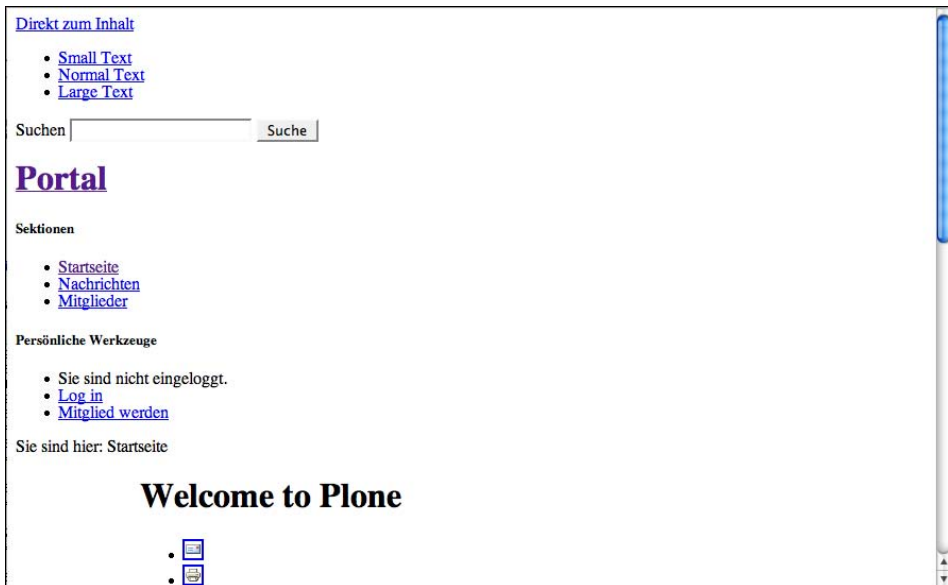 Direkt zum Inhalt
Small Text
Normal Text
Large Text
Suchen Suche
Portal
Sektionen
Startseite
Nachrichten
Mitglieder
Persönliche Werkzeuge
Sie sind nicht eingeloggt.
Log in
Mitglied werden
Sie sind hier: Startseite
Welcome to Plone